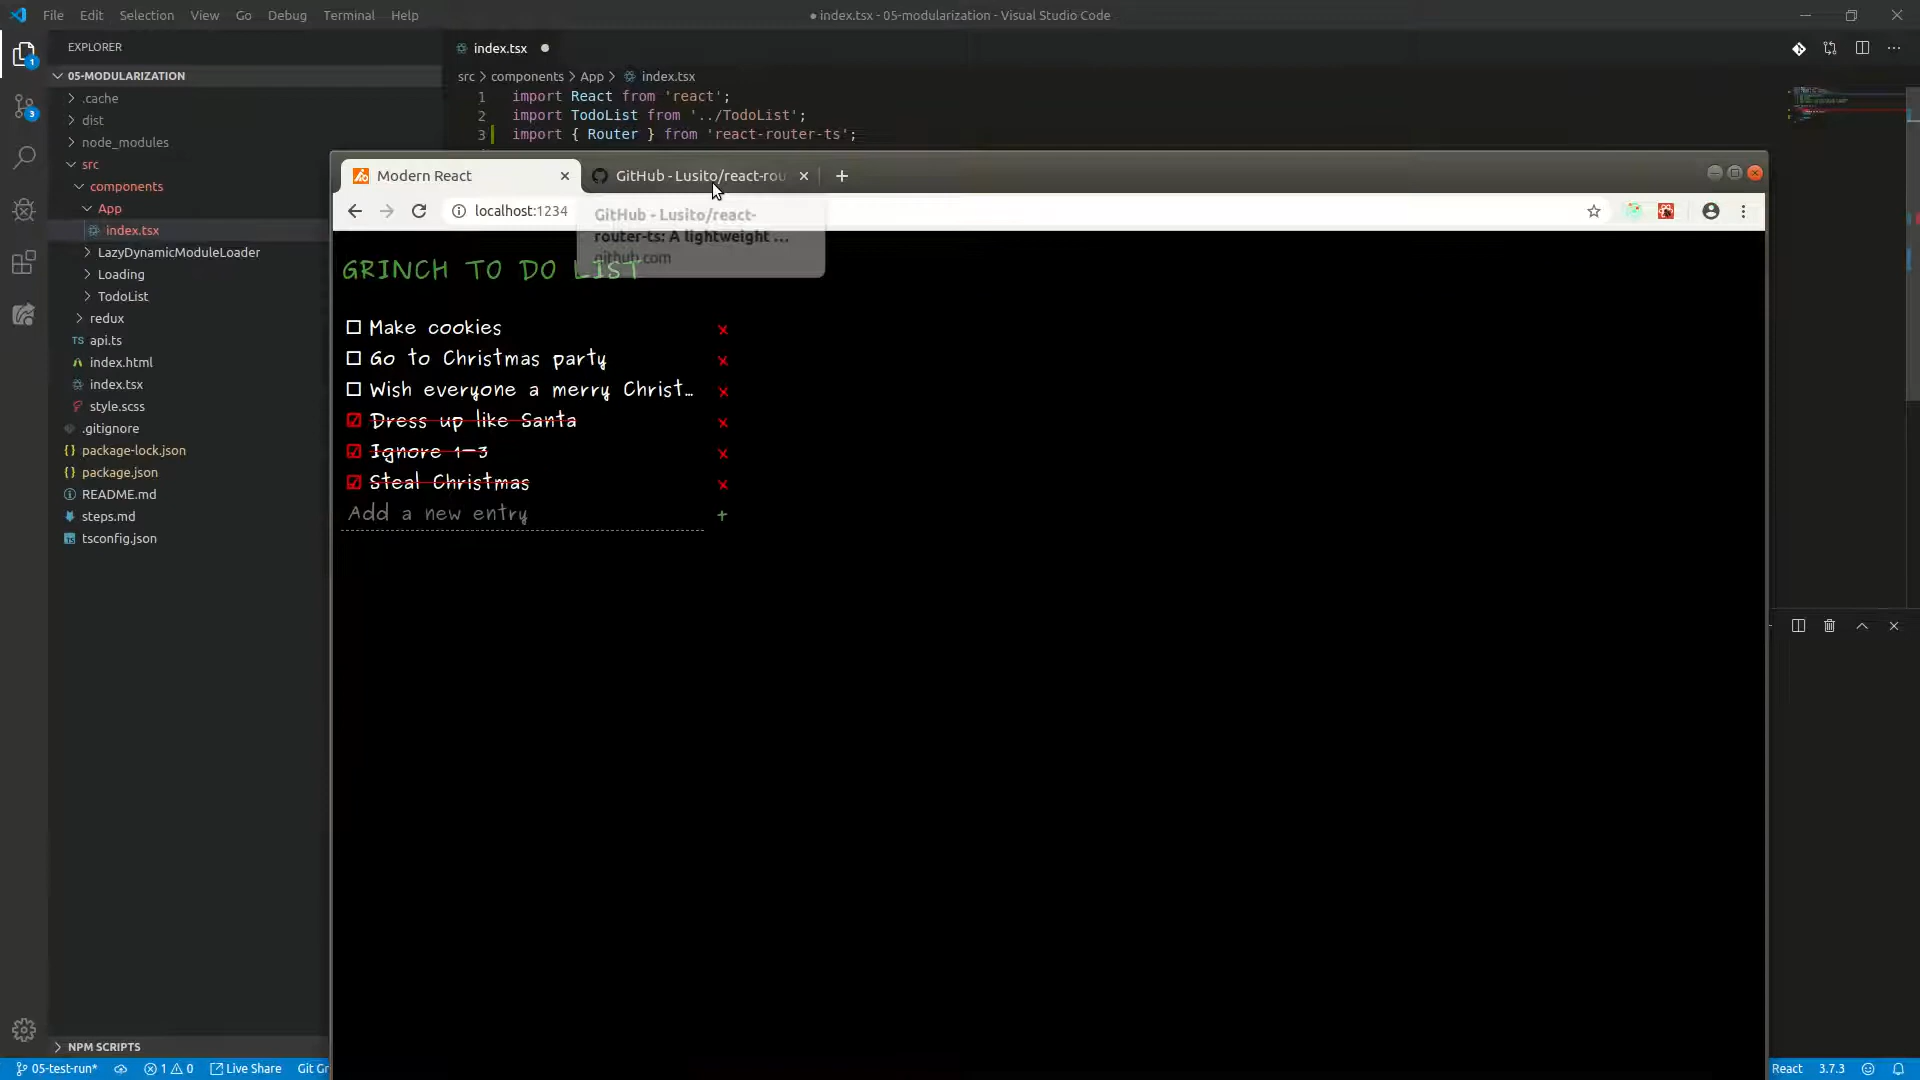 File Edit Selection View Go Debug Terminal Help
● index.tsx - 05-modularization - Visual Studio Code
EXPLORER
index.tsx
05-MODULARIZATION
src > components > App > index.tsx
.cache
dist
node_modules
src
components
App
index.tsx
LazyDynamicModuleLoader
Loading
TodoList
redux
TS api.ts
index.html
index.tsx
style.scss
.gitignore
{} package-lock.json
{} package.json
README.md
steps.md
tsconfig.json
NPM SCRIPTS
1
3
1 import React from 'react';
2 import TodoList from '../TodoList';
3 import { Router } from 'react-router-ts';
Modern React
GitHub - Lusito/react-rou
localhost:1234
GitHub - Lusito/react-
router-ts: A lightweight ...
github.com
GRINCH TO DO LIST
Make cookies x
Go to Christmas party x
Wish everyone a merry Christ... x
Dress up like Santa x
Ignore 1-3 x
Steal Christmas x
Add a new entry +
05-test-run* 1 0 Live Share Git Gr
React 3.7.3